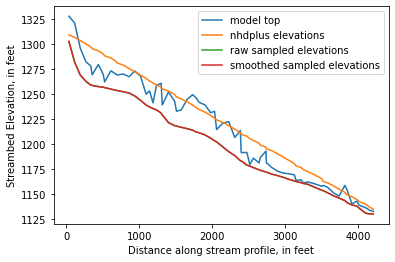 model top
nhdplus elevations
raw sampled elevations
smoothed sampled elevations
Streambed Elevation, in feet
1325
1300
1275
1250
1225
1200
1175
1150
1125
0 1000 2000 3000 4000
Distance along stream profile, in feet